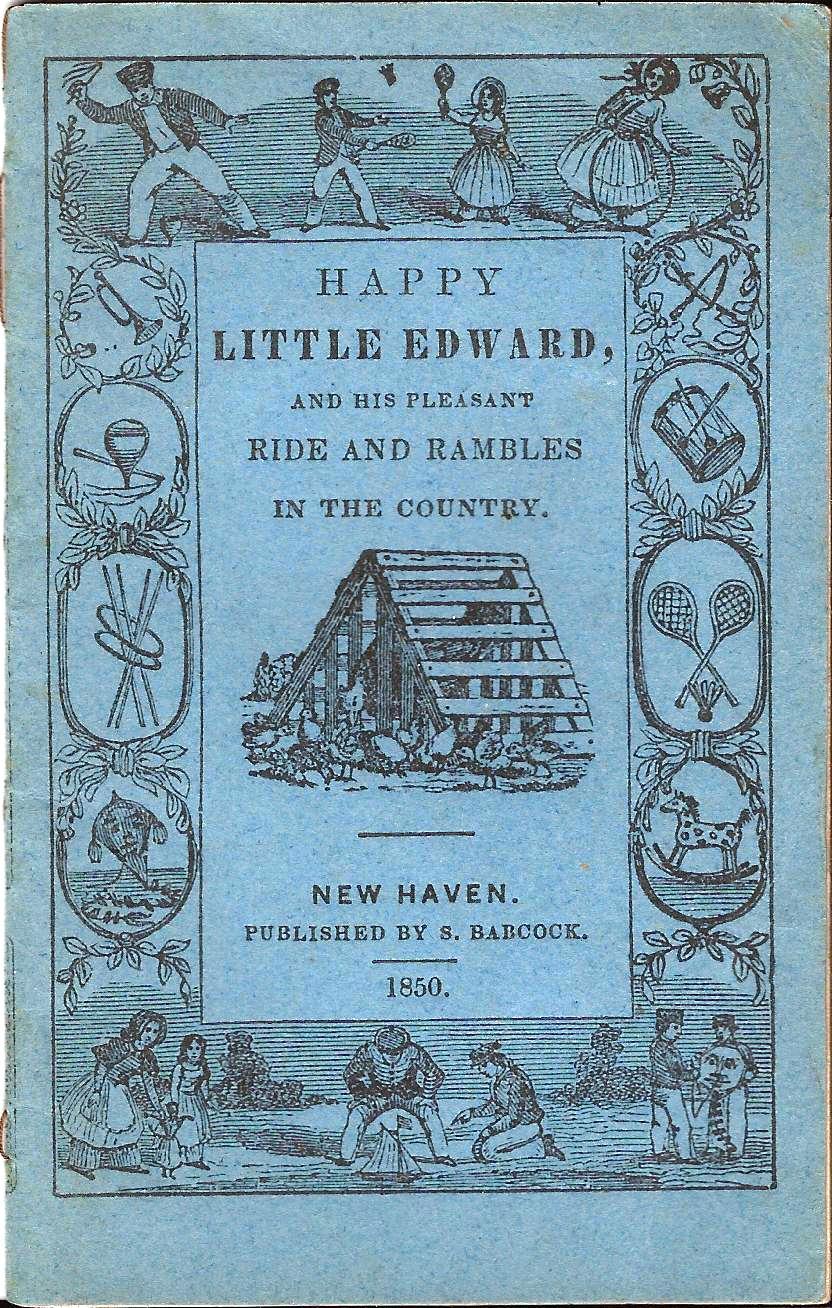 HAPPY
LITTLE EDWARD,
AND HIS PLEASANT
RIDE AND RAMBLES
IN THE COUNTRY.
NEW HAVEN.
PUBLISHED BY S. BABCOCK.
1850.